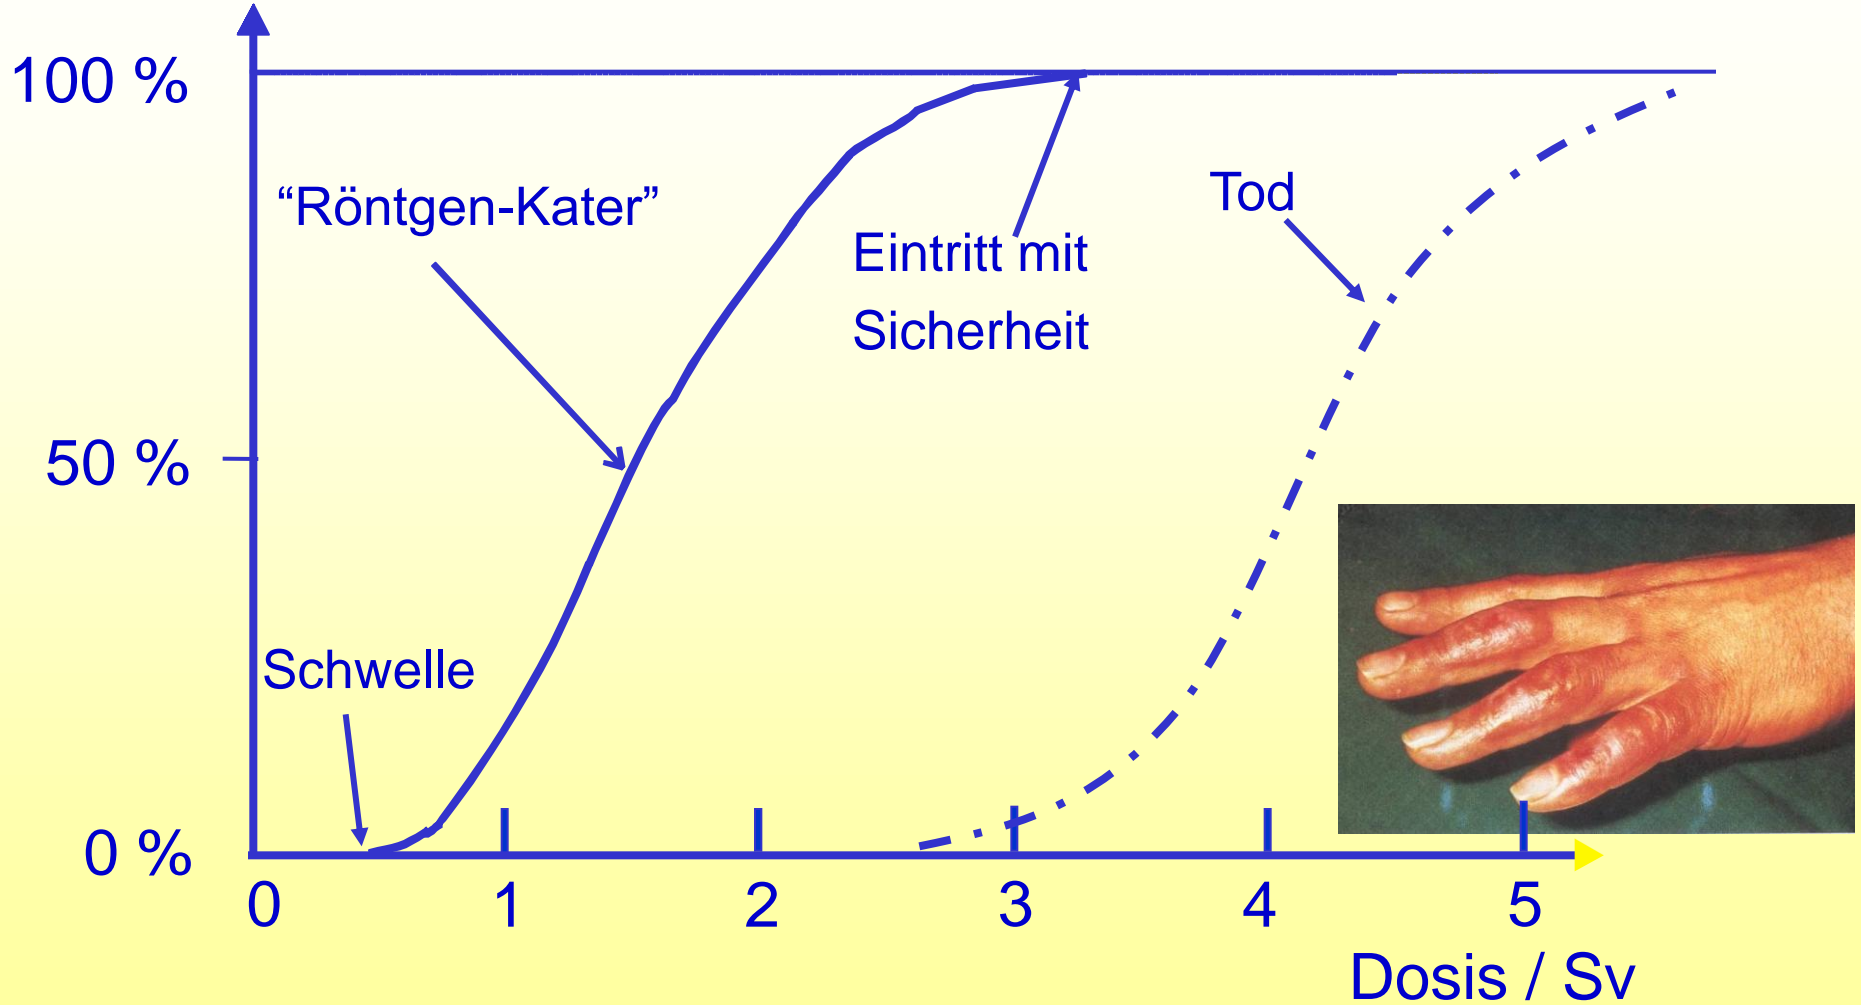 100 %
“Röntgen-Kater”
Tod
Eintritt mit
Sicherheit
50 %
Schwelle
0 %
0 1 2 3 4 5
Dosis / Sv